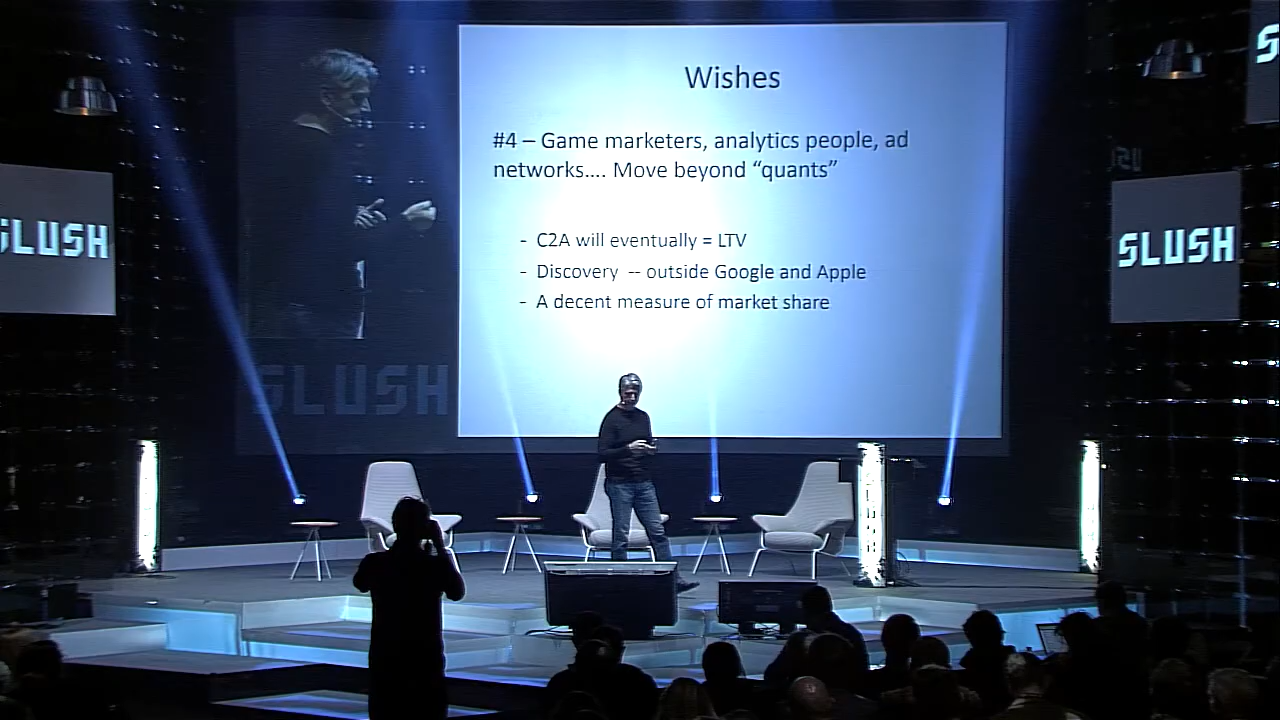 Wishes
#4 – Game marketers, analytics people, ad
networks.... Move beyond “quants”
- C2A will eventually = LTV
- Discovery -- outside Google and Apple
- A decent measure of market share
SLUSH
SLUSH
SLUSH